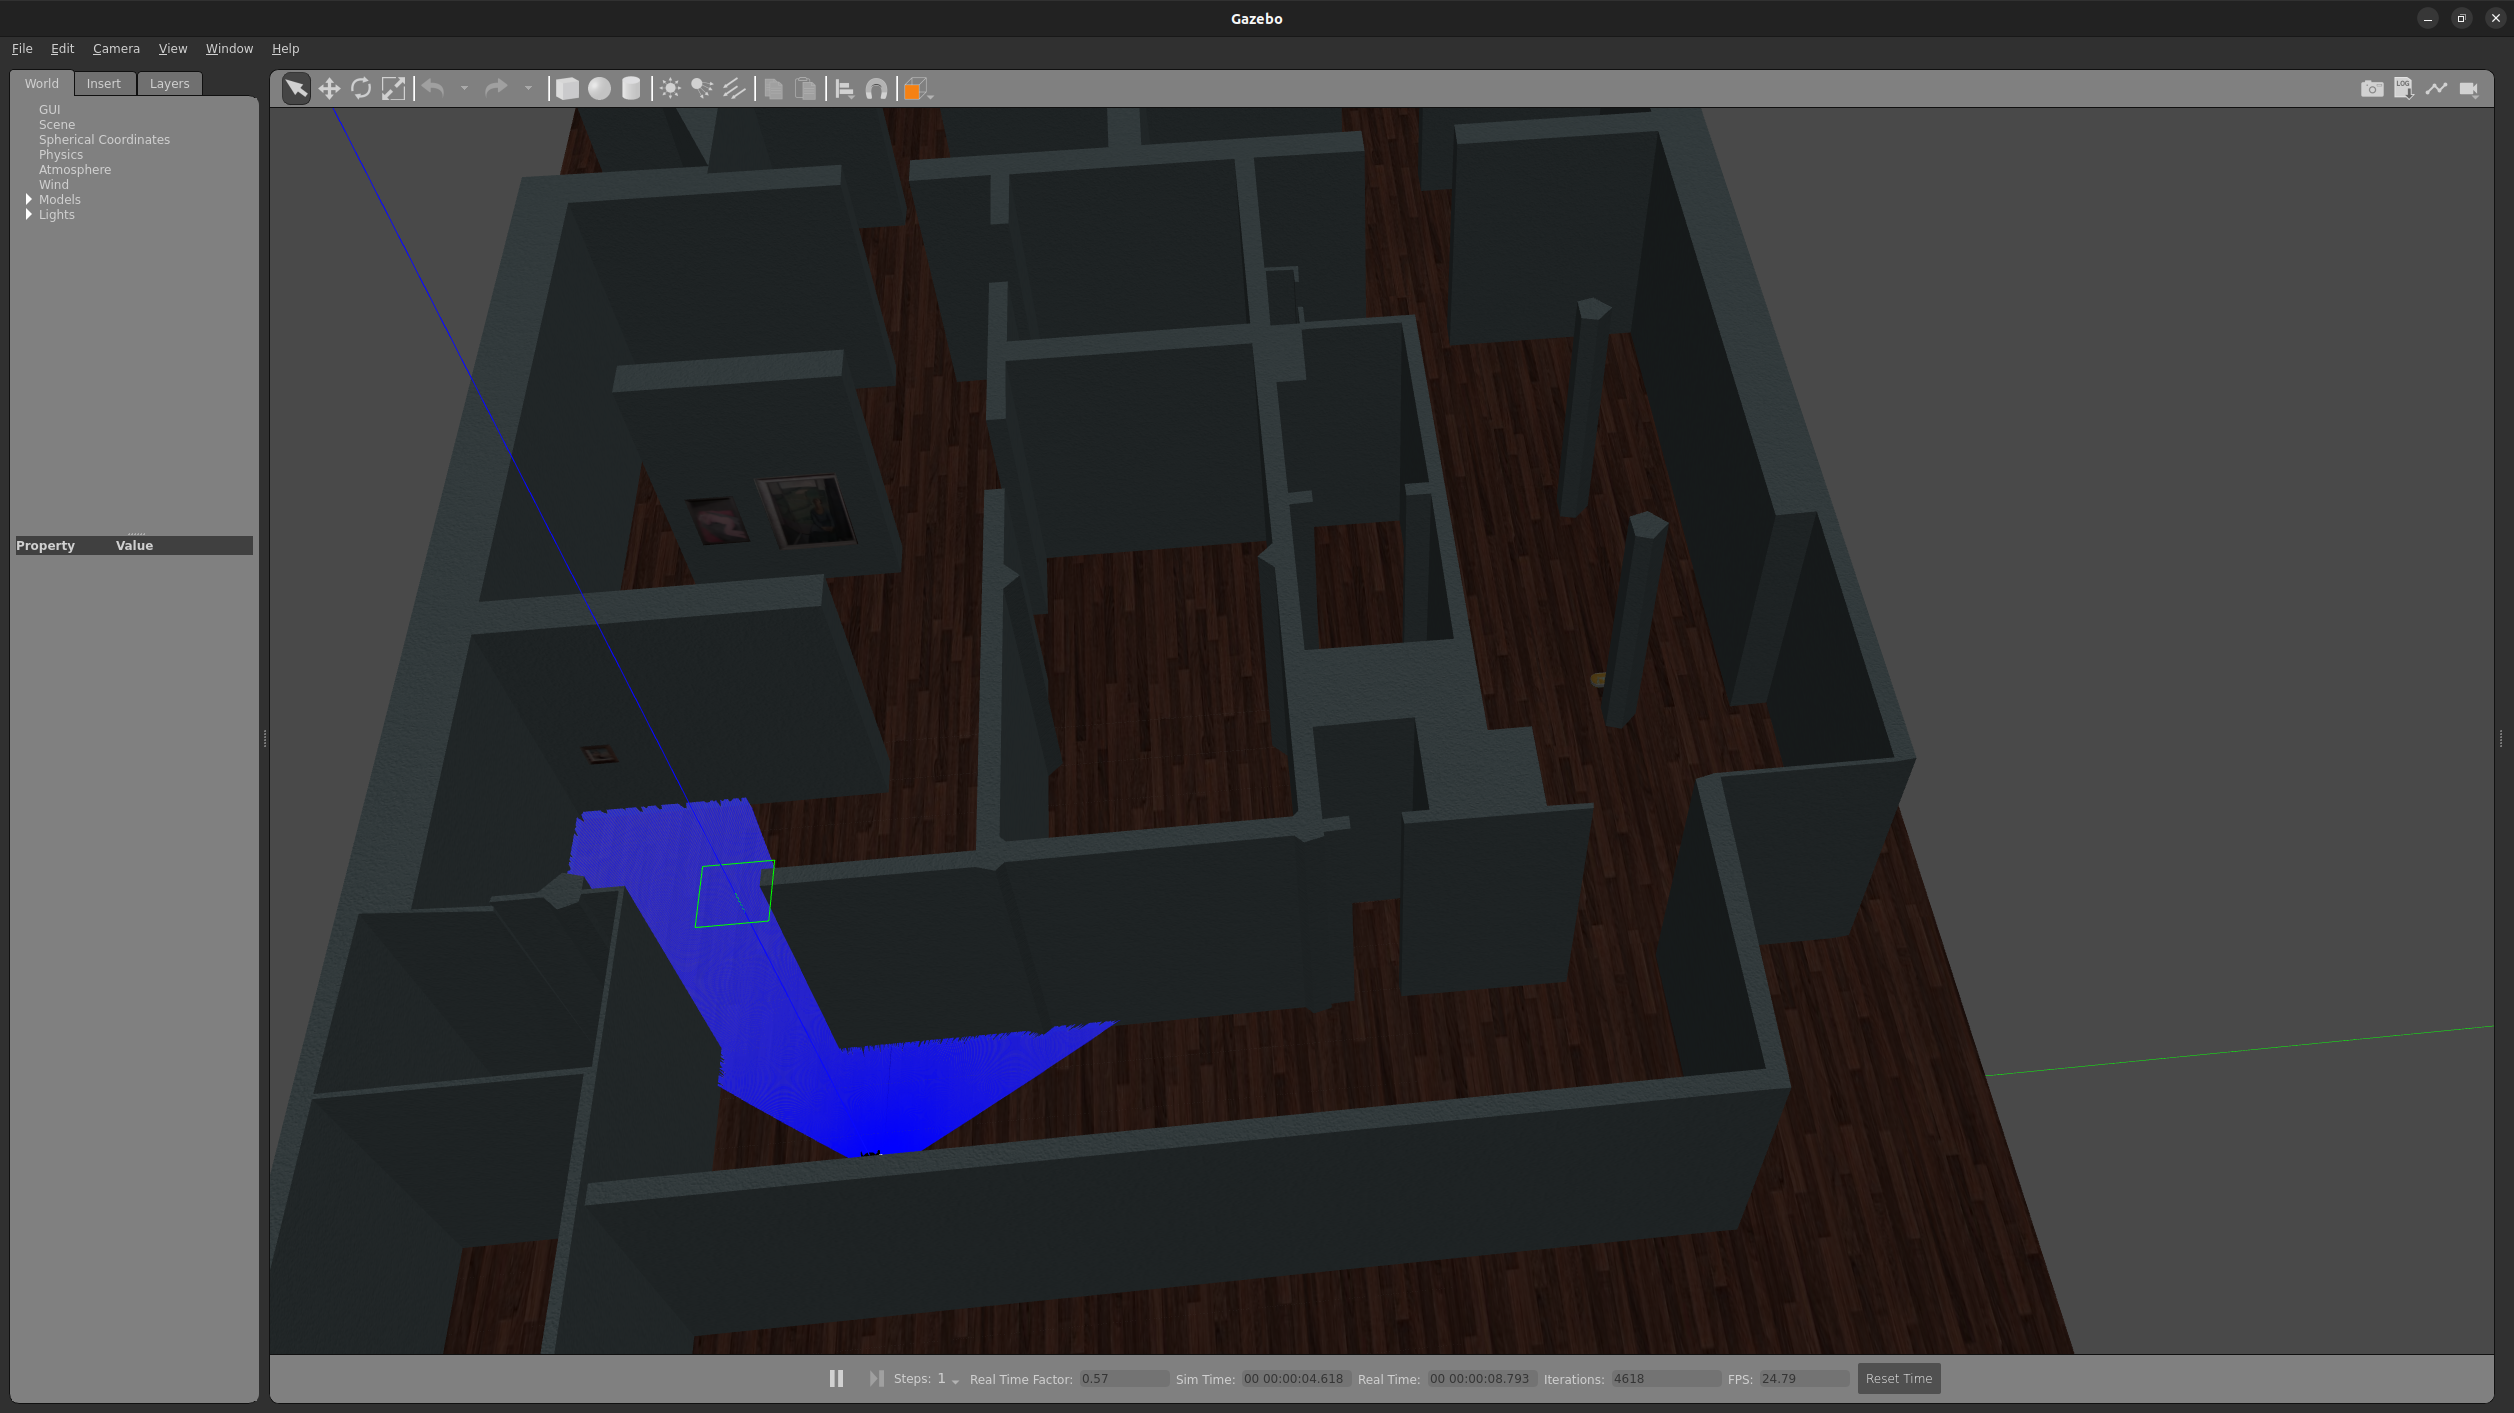 Gazebo
File Edit Camera View Window Help
World Insert Layers
LOG
GUI
Scene
Spherical Coordinates
Physics
Atmosphere
Wind
Models
Lights
Property Value
Steps: 1 Real Time Factor: 0.57 Sim Time: 00 00:00:04.618 Real Time: 00 00:00:08.793 Iterations: 4618 FPS: 24.79 Reset Time